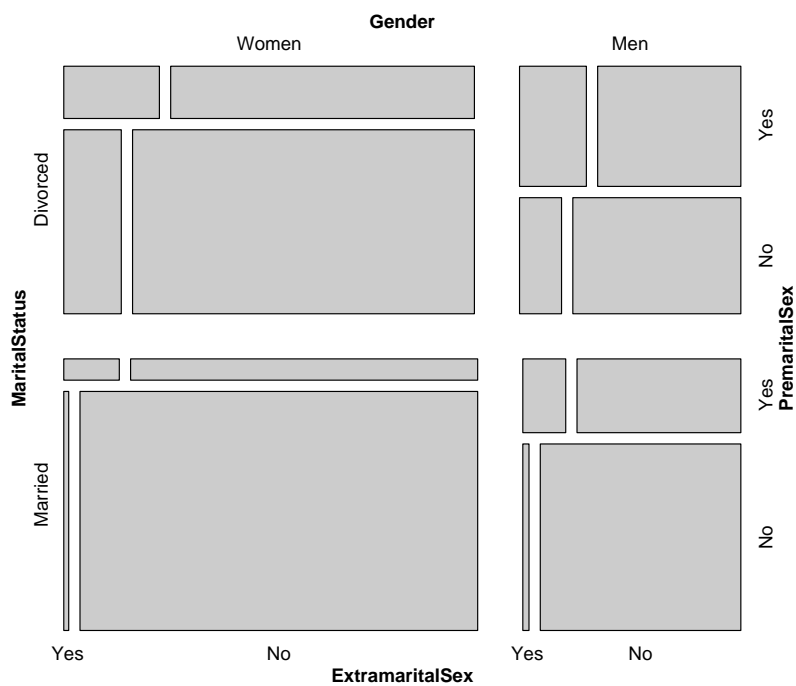 Gender
Women Men
MaritalStatus
Divorced
Married
Yes
No
Yes
No
PremaritalSex
Yes No Yes No
ExtramaritalSex